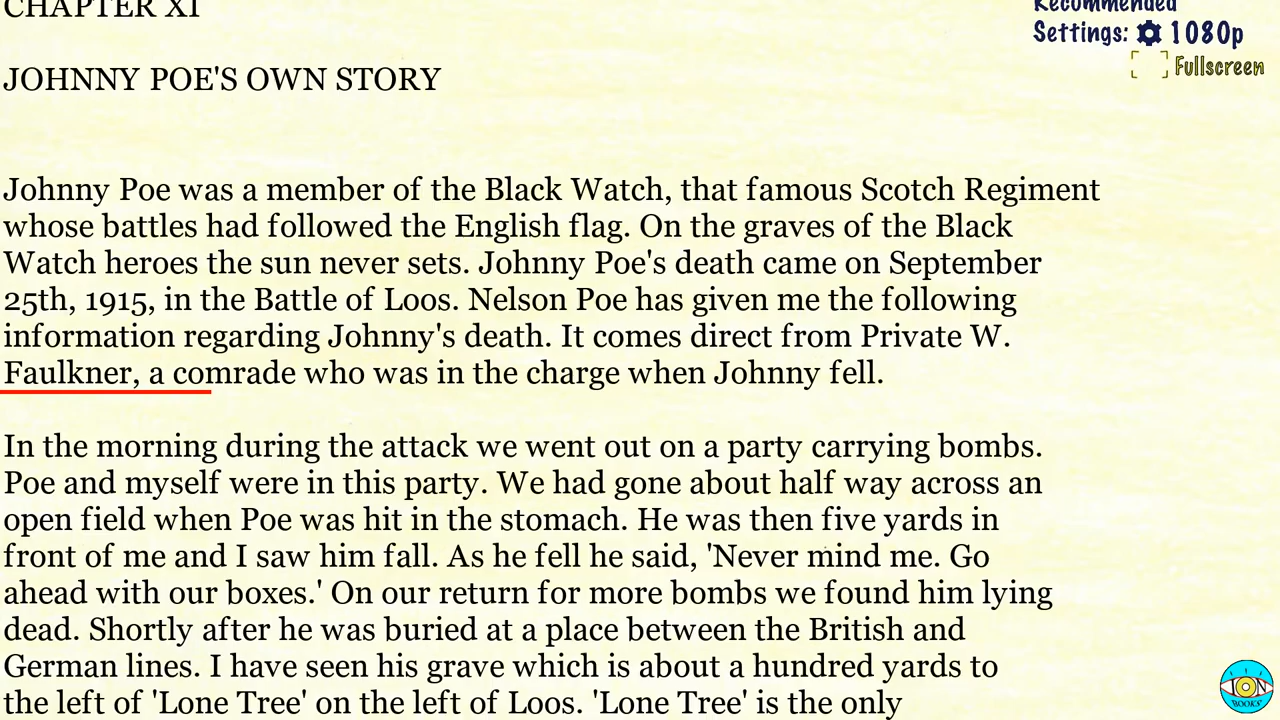 CHAPTER XI
Recommended
Settings: 1080p
Fullscreen
JOHNNY POE'S OWN STORY
Johnny Poe was a member of the Black Watch, that famous Scotch Regiment
whose battles had followed the English flag. On the graves of the Black
Watch heroes the sun never sets. Johnny Poe's death came on September
25th, 1915, in the Battle of Loos. Nelson Poe has given me the following
information regarding Johnny's death. It comes direct from Private W.
Faulkner, a comrade who was in the charge when Johnny fell.
In the morning during the attack we went out on a party carrying bombs.
Poe and myself were in this party. We had gone about half way across an
open field when Poe was hit in the stomach. He was then five yards in
front of me and I saw him fall. As he fell he said, 'Never mind me. Go
ahead with our boxes.' On our return for more bombs we found him lying
dead. Shortly after he was buried at a place between the British and
German lines. I have seen his grave which is about a hundred yards to
the left of 'Lone Tree' on the left of Loos. 'Lone Tree' is the only
ION
BOOKS